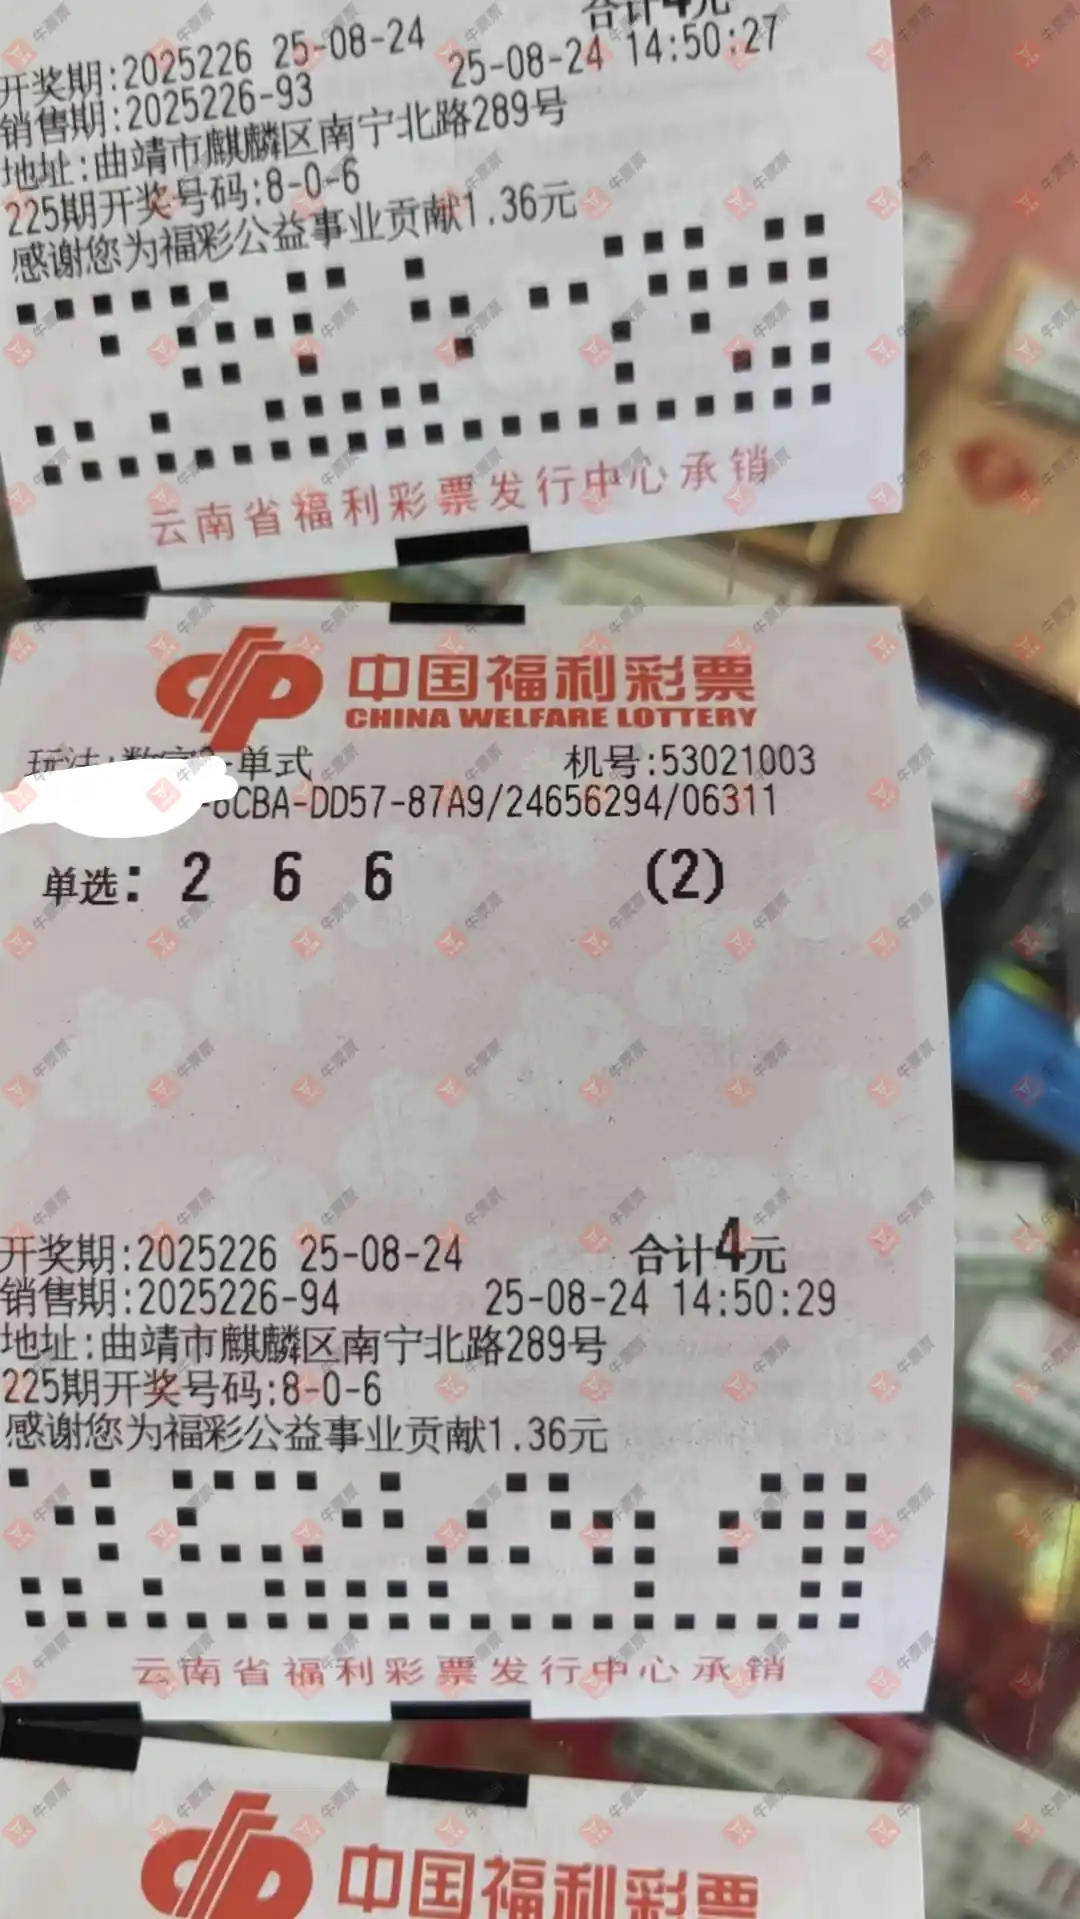 合计4元
开奖期:2025226 25-08-24
销售期:2025226-93 25-08-24 14:50:27
地址:曲靖市麒麟区南宁北路289号
225期开奖号码:8-0-6
感谢您为福彩公益事业贡献1.36元
云南省福利彩票发行中心承销
中国福利彩票
CHINA WELFARE LOTTERY
玩法:数字3-单式 机号:53021003
-6CBA-DD57-87A9/24656294/06311
单选: 2 6 6 (2)
开奖期:2025226 25-08-24 合计4元
销售期:2025226-94 25-08-24 14:50:29
地址:曲靖市麒麟区南宁北路289号
225期开奖号码:8-0-6
感谢您为福彩公益事业贡献1.36元
云南省福利彩票发行中心承销
中国福利彩票
牛票票